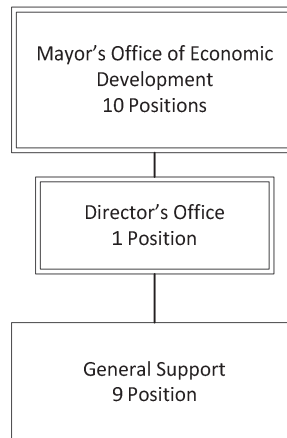 Mayor’s Office of Economic
Development
10 Positions
Director’s Office
1 Position
General Support
9 Position